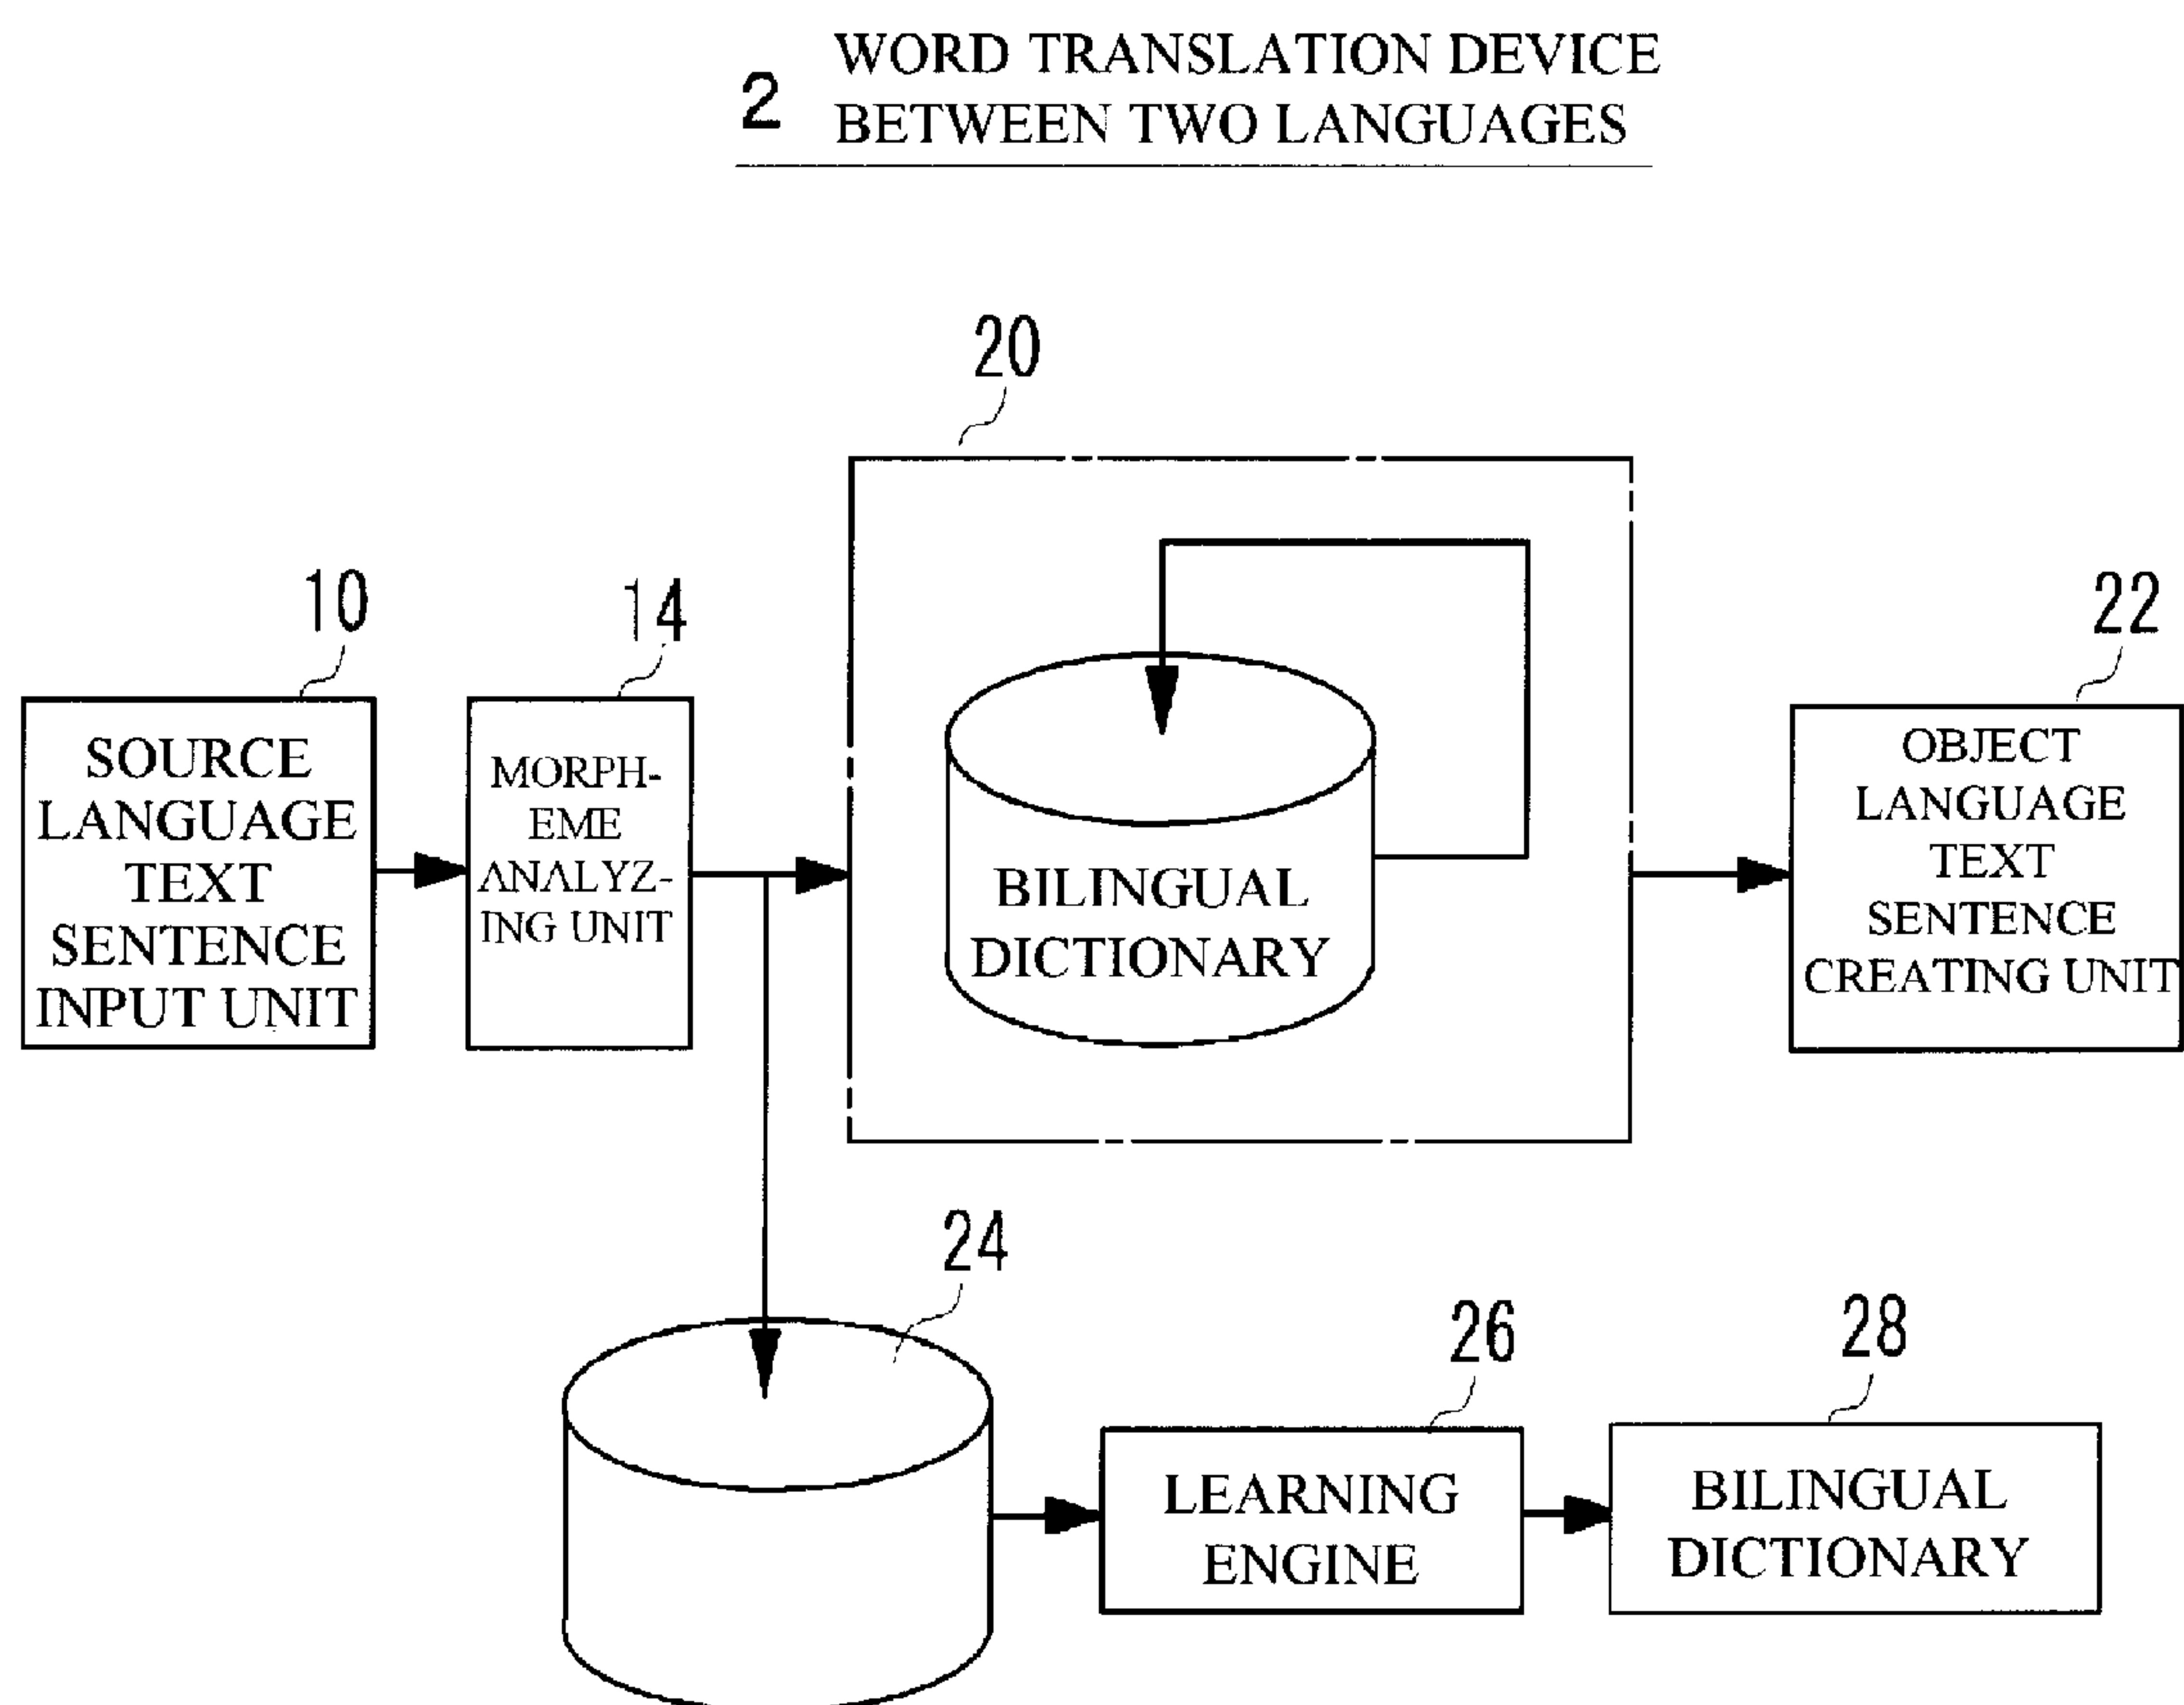 WORD TRANSLATION DEVICE
2
BETWEEN TWO LANGUAGES
20
10
14
22
SOURCE
LANGUAGE
TEXT
SENTENCE
INPUT UNIT
MORPH-
EME
ANALYZ-
ING UNIT
BILINGUAL
DICTIONARY
OBJECT
LANGUAGE
TEXT
SENTENCE
CREATING UNIT
24
26
28
LEARNING
ENGINE
BILINGUAL
DICTIONARY